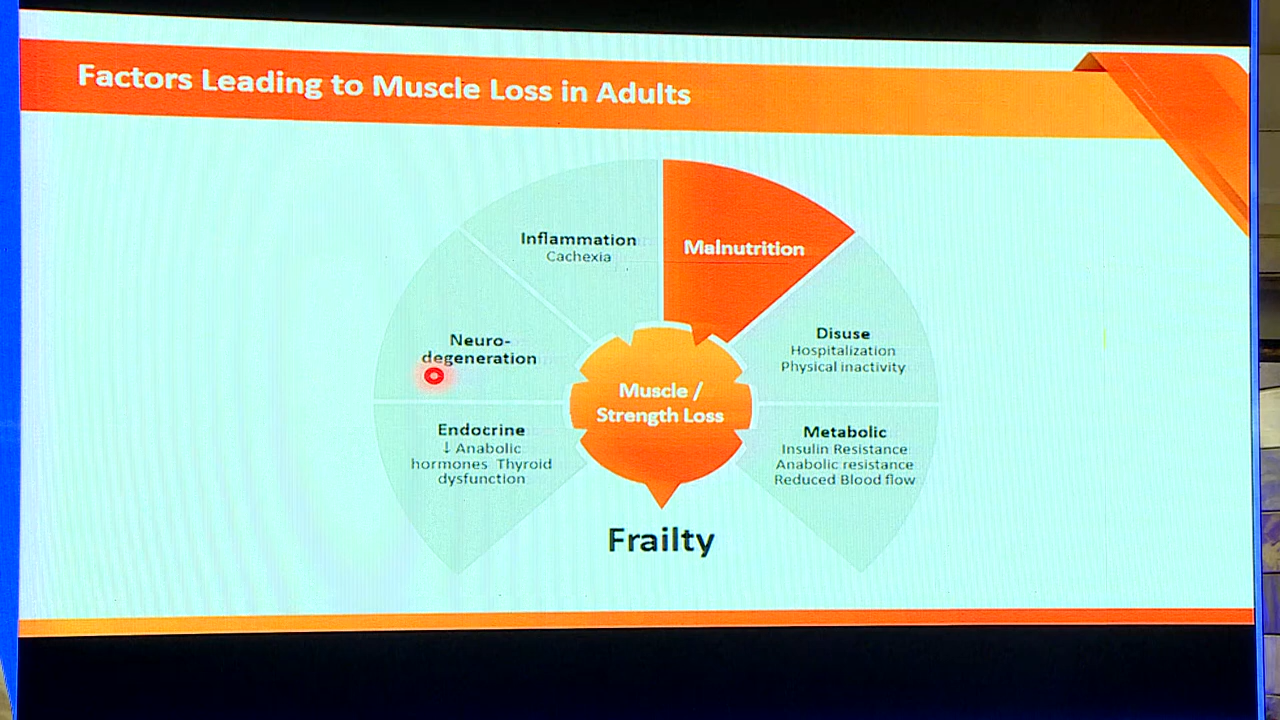 Factors Leading to Muscle Loss in Adults
Inflammation
Cachexia
Malnutrition
Neuro-
degeneration
Disuse
Hospitalization
Physical inactivity
Muscle /
Strength Loss
Endocrine
↓ Anabolic
hormones Thyroid
dysfunction
Metabolic
Insulin Resistance
Anabolic resistance
Reduced Blood flow
Frailty